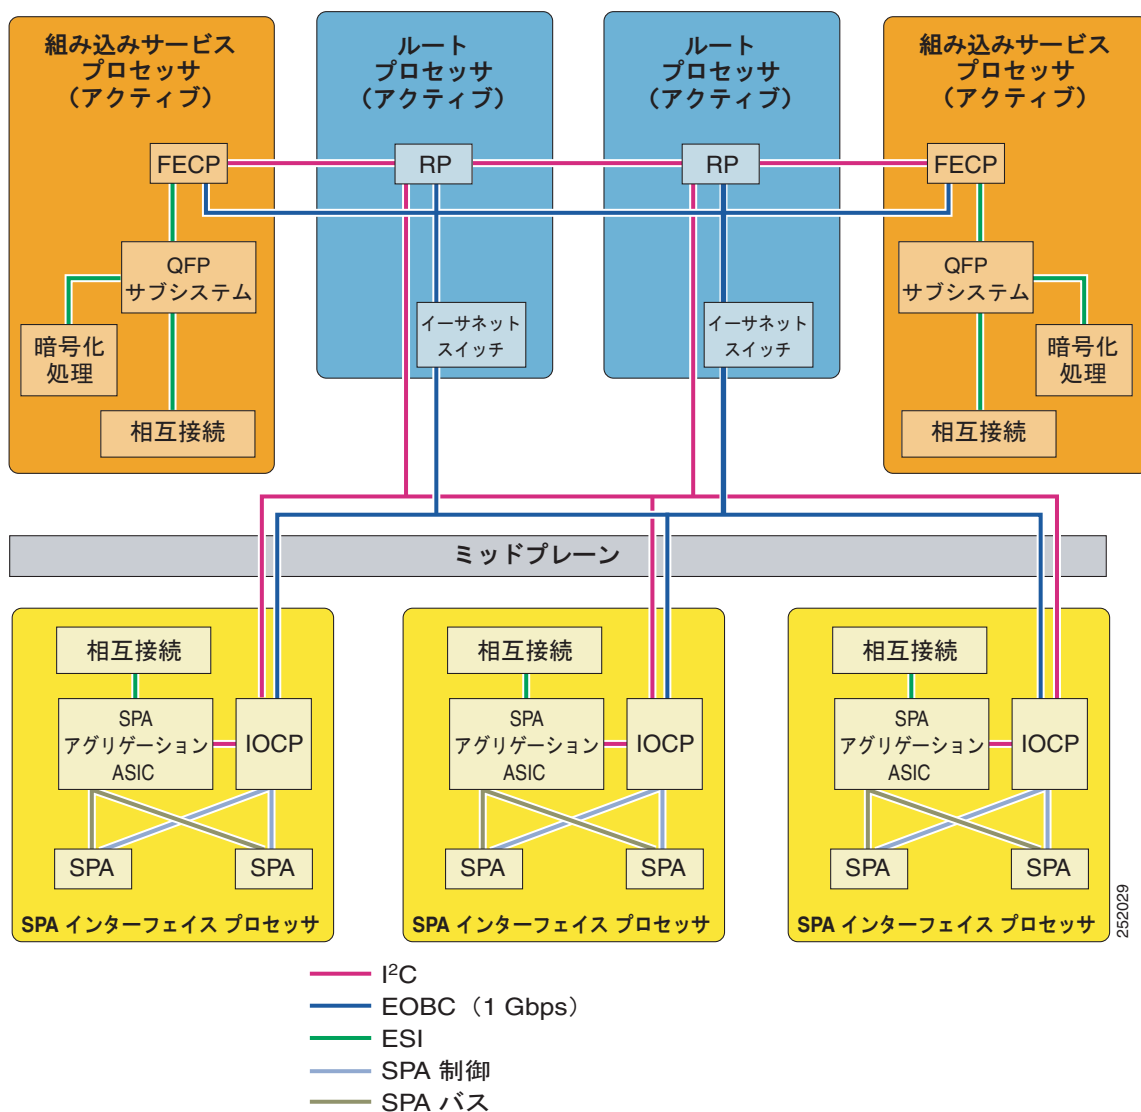 組み込みサービス
プロセッサ
(アクティブ)
ルート
プロセッサ
(アクティブ)
ルート
プロセッサ
(アクティブ)
組み込みサービス
プロセッサ
(アクティブ)
FECP
RP
RP
FECP
QFP
サブシステム
イーサネット
スイッチ
イーサネット
スイッチ
QFP
サブシステム
暗号化
処理
暗号化
処理
相互接続
相互接続
ミッドプレーン
相互接続
SPA
アグリゲーション
ASIC
IOCP
SPA
SPA
SPA インターフェイス プロセッサ
相互接続
SPA
アグリゲーション
ASIC
IOCP
SPA
SPA
SPA インターフェイス プロセッサ
相互接続
SPA
アグリゲーション
ASIC
IOCP
SPA
SPA
SPA インターフェイス プロセッサ
252029
I²C
EOBC（1 Gbps）
ESI
SPA 制御
SPA バス